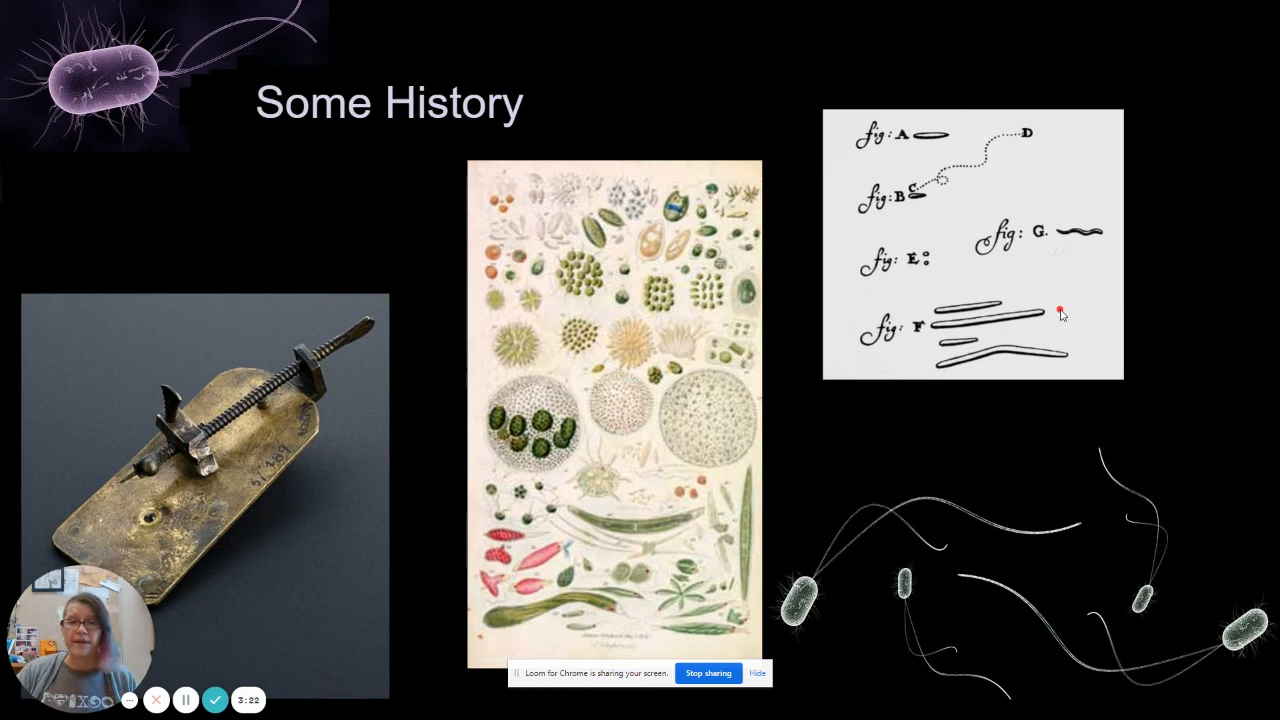 Some History
fig: A
D
fig: B
C
fig: G.
fig: E
fig: F
Loom for Chrome is sharing your screen.
Stop sharing
Hide
3:22